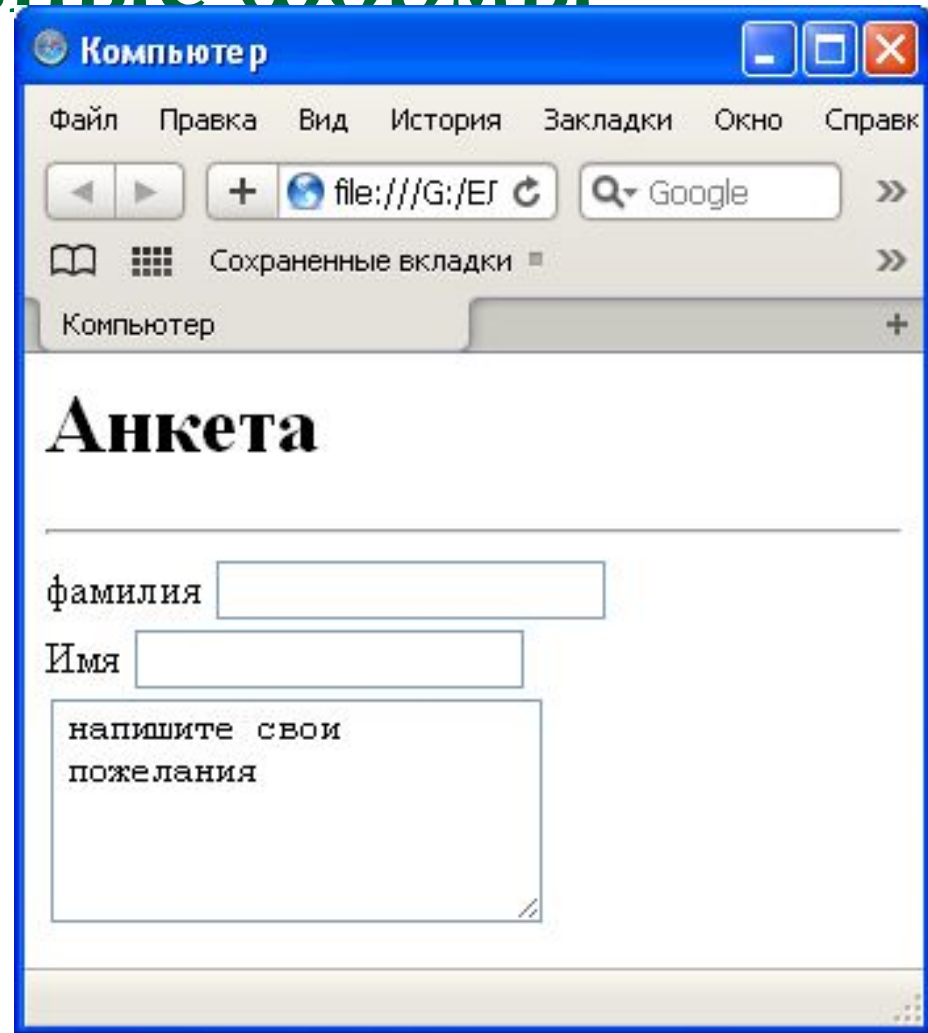 Компьютер
Файл Правка Вид История Закладки Окно Справк
file:///G:/ЕЛ Google
Сохраненные вкладки
Компьютер
Анкета
фамилия
Имя
напишите свои
пожелания